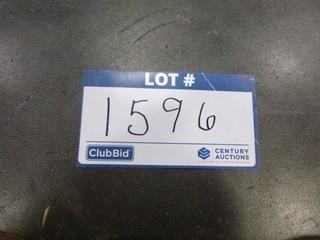 LOT #
1596
ClubBid
CENTURY
AUCTIONS